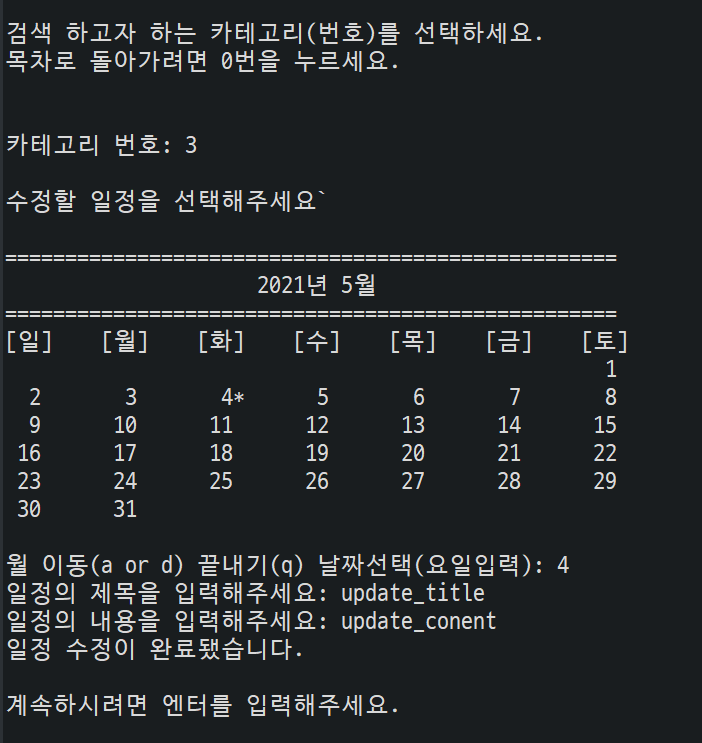 검색 하고자 하는 카테고리(번호)를 선택하세요.
목차로 돌아가려면 0번을 누르세요.
카테고리 번호: 3
수정할 일정을 선택해주세요`
===================================================
2021년 5월
===================================================
[일] [월] [화] [수] [목] [금] [토]
1
2 3 4* 5 6 7 8
9 10 11 12 13 14 15
16 17 18 19 20 21 22
23 24 25 26 27 28 29
30 31
월 이동(a or d) 끝내기(q) 날짜선택(요일입력): 4
일정의 제목을 입력해주세요: update_title
일정의 내용을 입력해주세요: update_conent
일정 수정이 완료됐습니다.
계속하시려면 엔터를 입력해주세요.